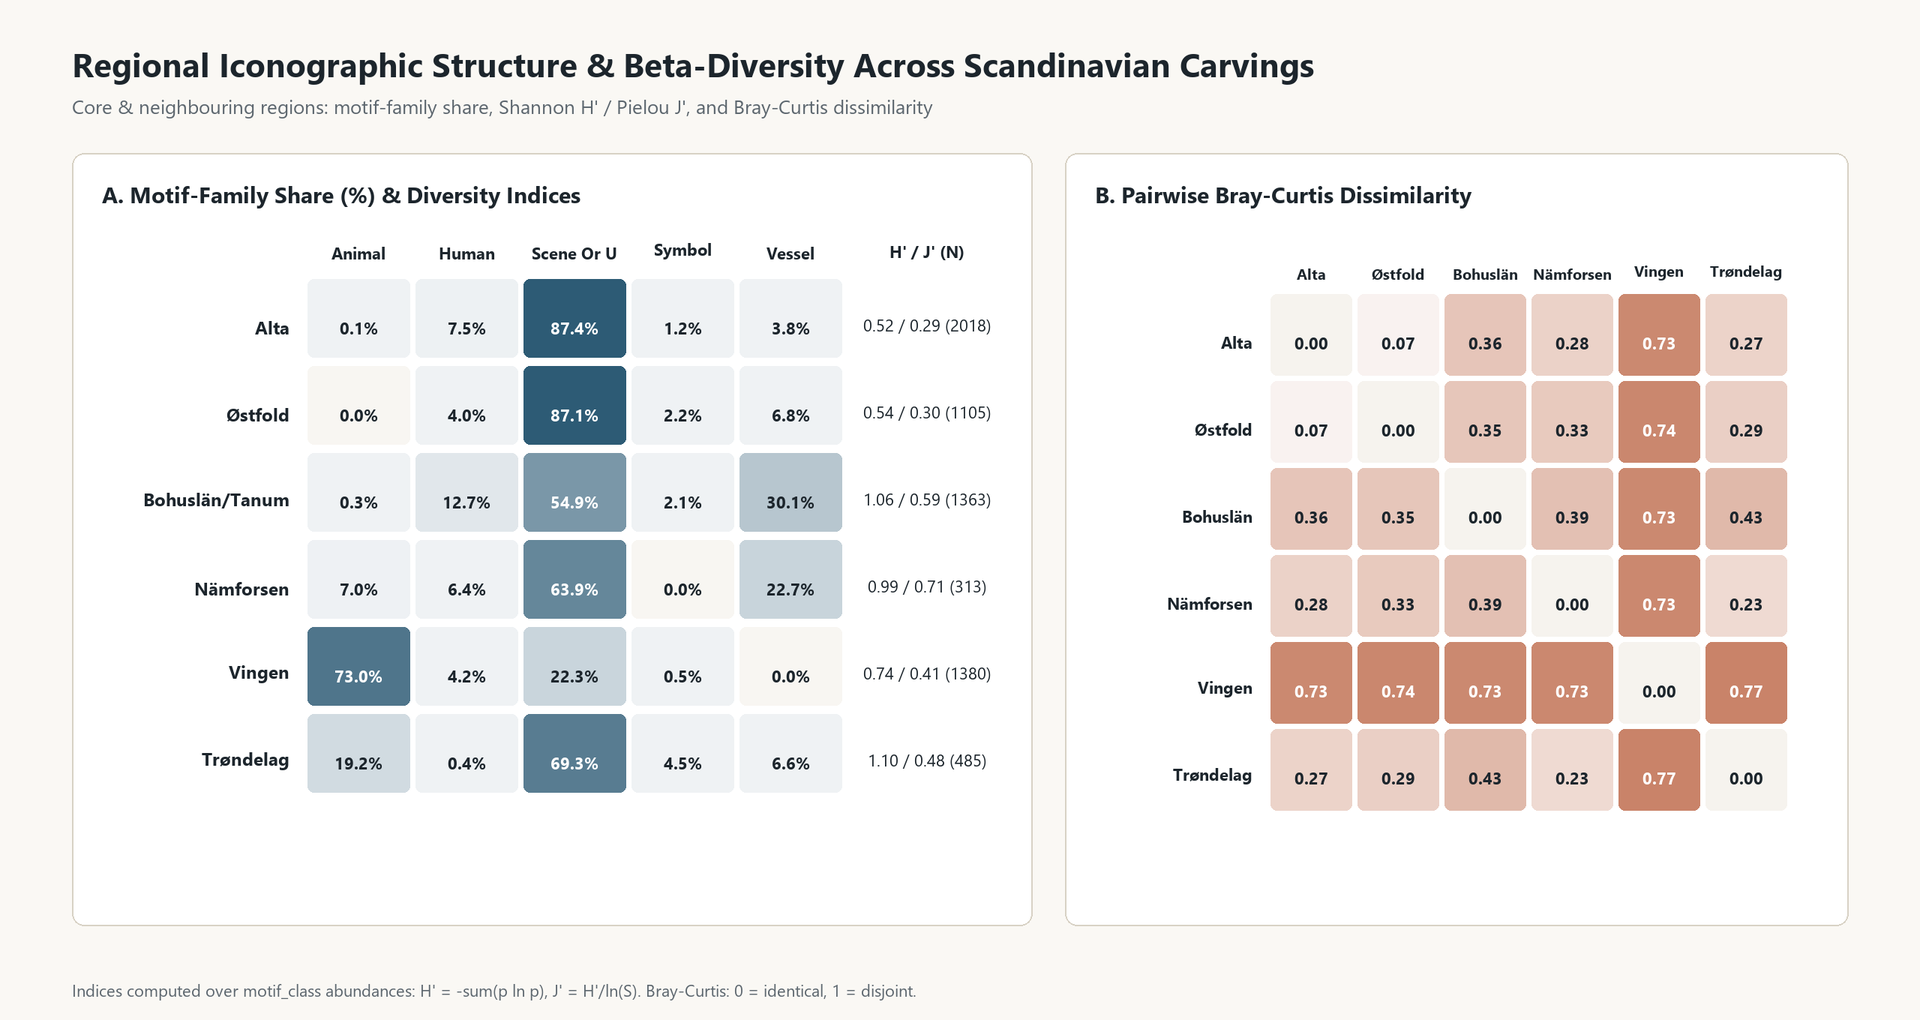 Regional Iconographic Structure & Beta-Diversity Across Scandinavian Carvings
Core & neighbouring regions: motif-family share, Shannon H' / Pielou J', and Bray-Curtis dissimilarity
A. Motif-Family Share (%) & Diversity Indices
Animal Human Scene Or U Symbol Vessel H' / J' (N)
Alta 0.1% 7.5% 87.4% 1.2% 3.8% 0.52 / 0.29 (2018)
Østfold 0.0% 4.0% 87.1% 2.2% 6.8% 0.54 / 0.30 (1105)
Bohuslän/Tanum 0.3% 12.7% 54.9% 2.1% 30.1% 1.06 / 0.59 (1363)
Nämforsen 7.0% 6.4% 63.9% 0.0% 22.7% 0.99 / 0.71 (313)
Vingen 73.0% 4.2% 22.3% 0.5% 0.0% 0.74 / 0.41 (1380)
Trøndelag 19.2% 0.4% 69.3% 4.5% 6.6% 1.10 / 0.48 (485)
B. Pairwise Bray-Curtis Dissimilarity
Alta Østfold Bohuslän Nämforsen Vingen Trøndelag
Alta 0.00 0.07 0.36 0.28 0.73 0.27
Østfold 0.07 0.00 0.35 0.33 0.74 0.29
Bohuslän 0.36 0.35 0.00 0.39 0.73 0.43
Nämforsen 0.28 0.33 0.39 0.00 0.73 0.23
Vingen 0.73 0.74 0.73 0.73 0.00 0.77
Trøndelag 0.27 0.29 0.43 0.23 0.77 0.00
Indices computed over motif_class abundances: H' = -sum(p ln p), J' = H'/ln(S). Bray-Curtis: 0 = identical, 1 = disjoint.